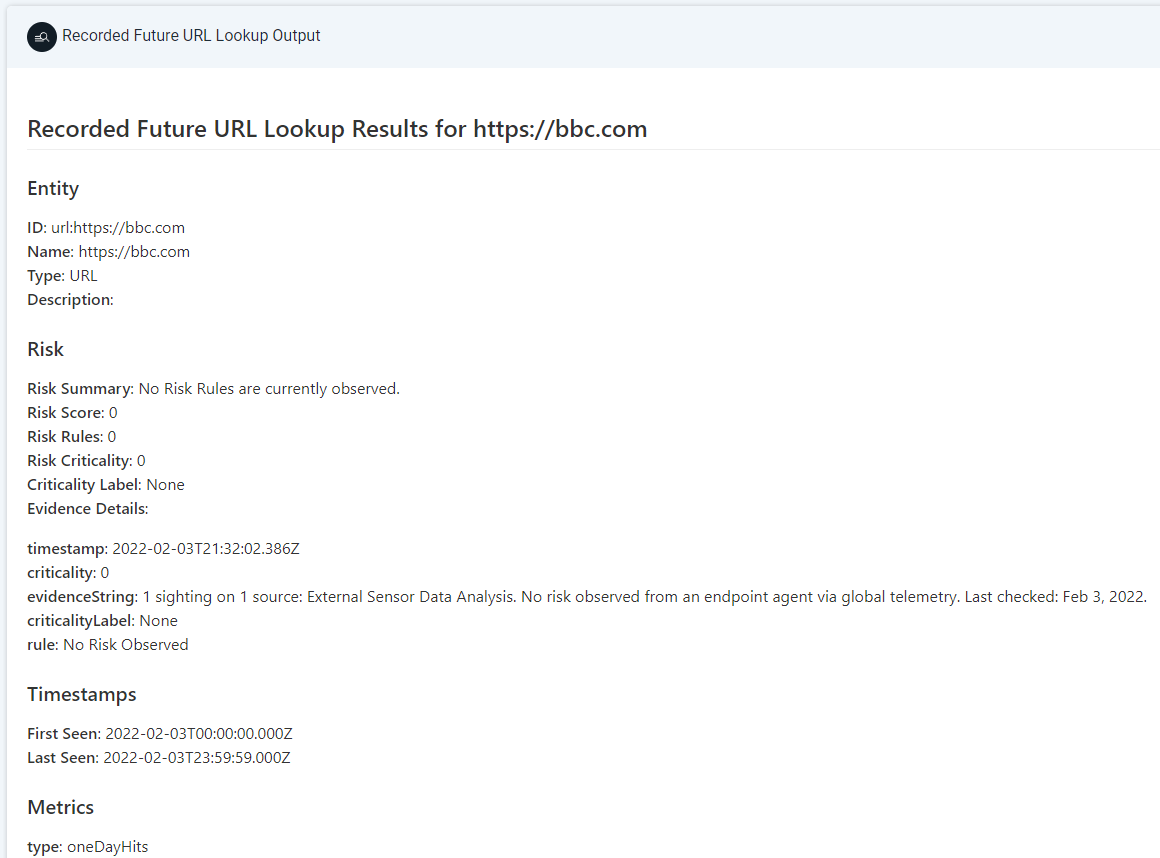 Recorded Future URL Lookup Output
Recorded Future URL Lookup Results for https://bbc.com
Entity
ID: url:https://bbc.com
Name: https://bbc.com
Type: URL
Description:
Risk
Risk Summary: No Risk Rules are currently observed.
Risk Score: 0
Risk Rules: 0
Risk Criticality: 0
Criticality Label: None
Evidence Details:
timestamp: 2022-02-03T21:32:02.386Z
criticality: 0
evidenceString: 1 sighting on 1 source: External Sensor Data Analysis. No risk observed from an endpoint agent via global telemetry. Last checked: Feb 3, 2022.
criticalityLabel: None
rule: No Risk Observed
Timestamps
First Seen: 2022-02-03T00:00:00.000Z
Last Seen: 2022-02-03T23:59:59.000Z
Metrics
type: oneDayHits